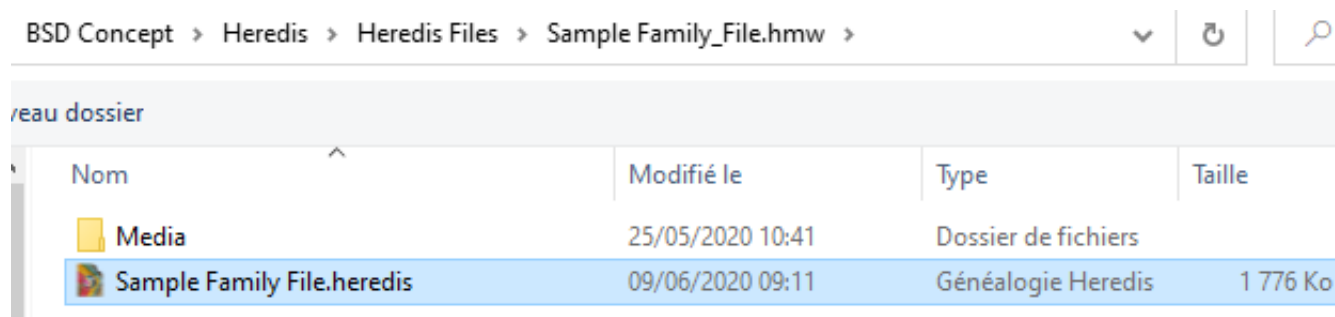 BSD Concept > Heredis > Heredis Files > Sample Family_File.hmw >
veau dossier
Nom Modifié le Type Taille
Media 25/05/2020 10:41 Dossier de fichiers
Sample Family File.heredis 09/06/2020 09:11 Généalogie Heredis 1 776 Ko